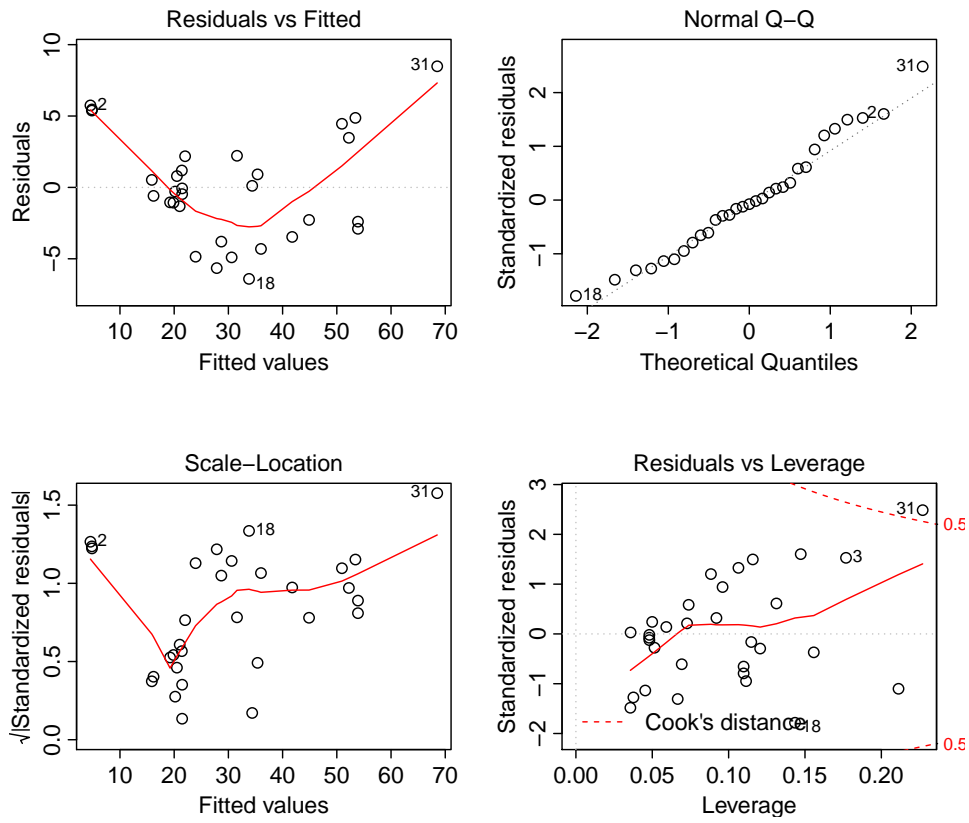 Residuals vs Fitted
Residuals
10
5
0
−5
31
2
18
10 20 30 40 50 60 70
Fitted values
Normal Q−Q
Standardized residuals
2
1
0
−1
31
2
18
−2 −1 0 1 2
Theoretical Quantiles
Scale−Location
√|Standardized residuals|
1.5
1.0
0.5
0.0
31
18
2
10 20 30 40 50 60 70
Fitted values
Residuals vs Leverage
Standardized residuals
3
2
1
0
−1
−2
31
0.5
3
Cook's distance
18
0.5
0.00 0.05 0.10 0.15 0.20
Leverage